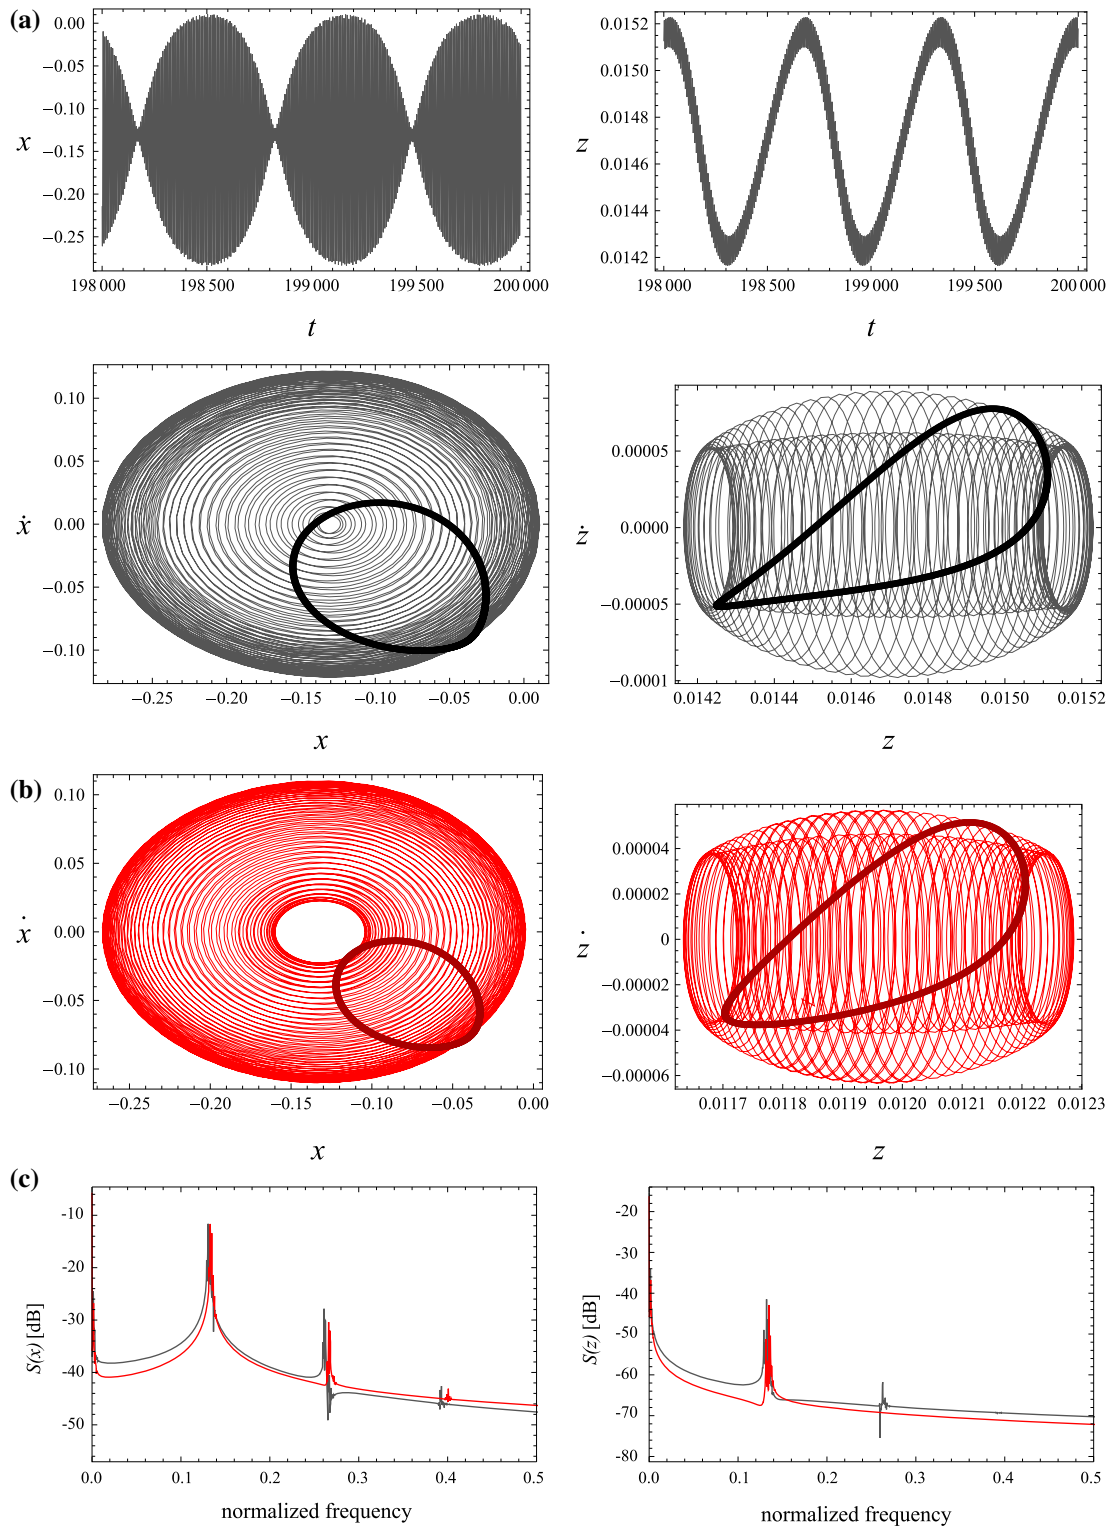 (a)
0.00
−0.05
−0.10
−0.15
−0.20
−0.25
x
198 000 198 500 199 000 199 500 200 000
t
0.0152
0.0150
0.0148
0.0146
0.0144
0.0142
z
198 000 198 500 199 000 199 500 200 000
t
0.10
0.05
0.00
−0.05
−0.10
ẋ
−0.25 −0.20 −0.15 −0.10 −0.05 0.00
x
0.00005
0.0000
−0.00005
−0.0001
ż
0.0142 0.0144 0.0146 0.0148 0.0150 0.0152
z
(b)
0.10
0.05
0.00
−0.05
−0.10
ẋ
−0.25 −0.20 −0.15 −0.10 −0.05 0.00
x
0.00004
0.00002
0
−0.00002
−0.00004
−0.00006
ż
0.0117 0.0118 0.0119 0.0120 0.0121 0.0122 0.0123
z
(c)
-10
-20
-30
-40
-50
S(x) [dB]
0.0 0.1 0.2 0.3 0.4 0.5
normalized frequency
-20
-30
-40
-50
-60
-70
-80
S(z) [dB]
0.0 0.1 0.2 0.3 0.4 0.5
normalized frequency